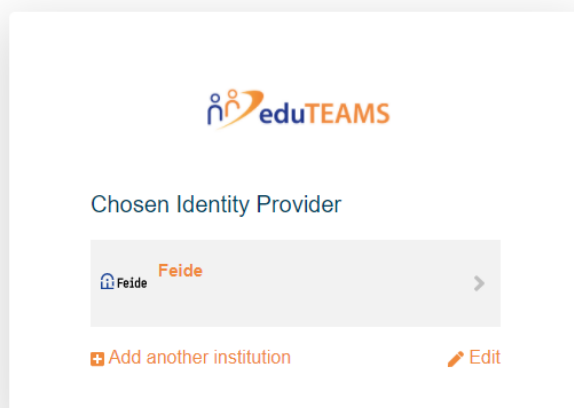 eduTEAMS
Chosen Identity Provider
Feide
Feide
Add another institution
Edit